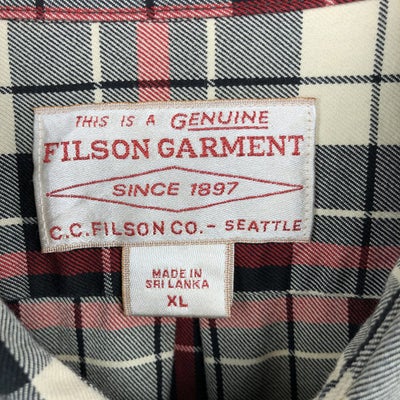 THIS IS A GENUINE
FILSON GARMENT
SINCE 1897
C.C.FILSON CO.- SEATTLE
MADE IN
SRI LANKA
XL